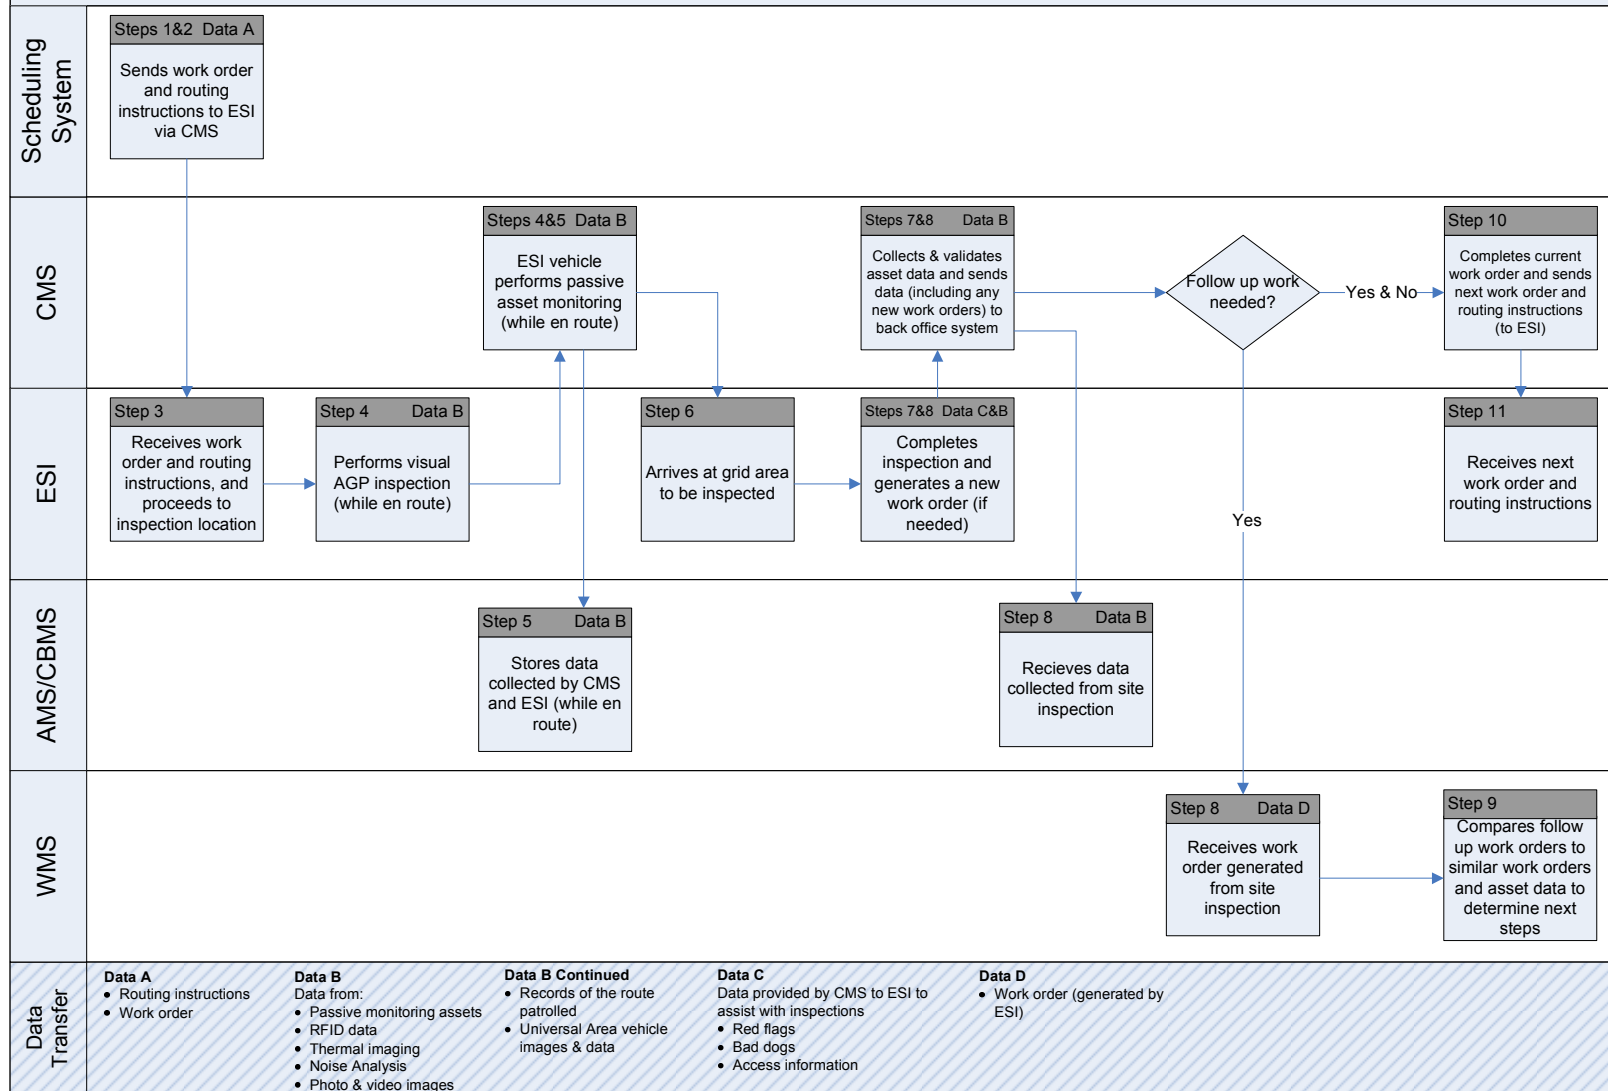 Scheduling
System
Steps 1&2 Data A
Sends work order
and routing
instructions to ESI
via CMS
CMS
Steps 4&5 Data B
ESI vehicle
performs passive
asset monitoring
(while en route)
Steps 7&8 Data B
Collects & validates
asset data and sends
data (including any
new work orders) to
back office system
Follow up work
needed?
Yes & No
Step 10
Completes current
work order and sends
next work order and
routing instructions
(to ESI)
ESI
Step 3
Receives work
order and routing
instructions, and
proceeds to
inspection location
Step 4 Data B
Performs visual
AGP inspection
(while en route)
Step 6
Arrives at grid area
to be inspected
Steps 7&8 Data C&B
Completes
inspection and
generates a new
work order (if
needed)
Yes
Step 11
Receives next
work order and
routing instructions
AMS/CBMS
Step 5 Data B
Stores data
collected by CMS
and ESI (while en
route)
Step 8 Data B
Recieves data
collected from site
inspection
WMS
Step 8 Data D
Receives work
order generated
from site
inspection
Step 9
Compares follow
up work orders to
similar work orders
and asset data to
determine next
steps
Data
Transfer
Data A
• Routing instructions
• Work order
Data B
Data from:
• Passive monitoring assets
• RFID data
• Thermal imaging
• Noise Analysis
• Photo & video images
Data B Continued
• Records of the route
patrolled
• Universal Area vehicle
images & data
Data C
Data provided by CMS to ESI to
assist with inspections
• Red flags
• Bad dogs
• Access information
Data D
• Work order (generated by
ESI)